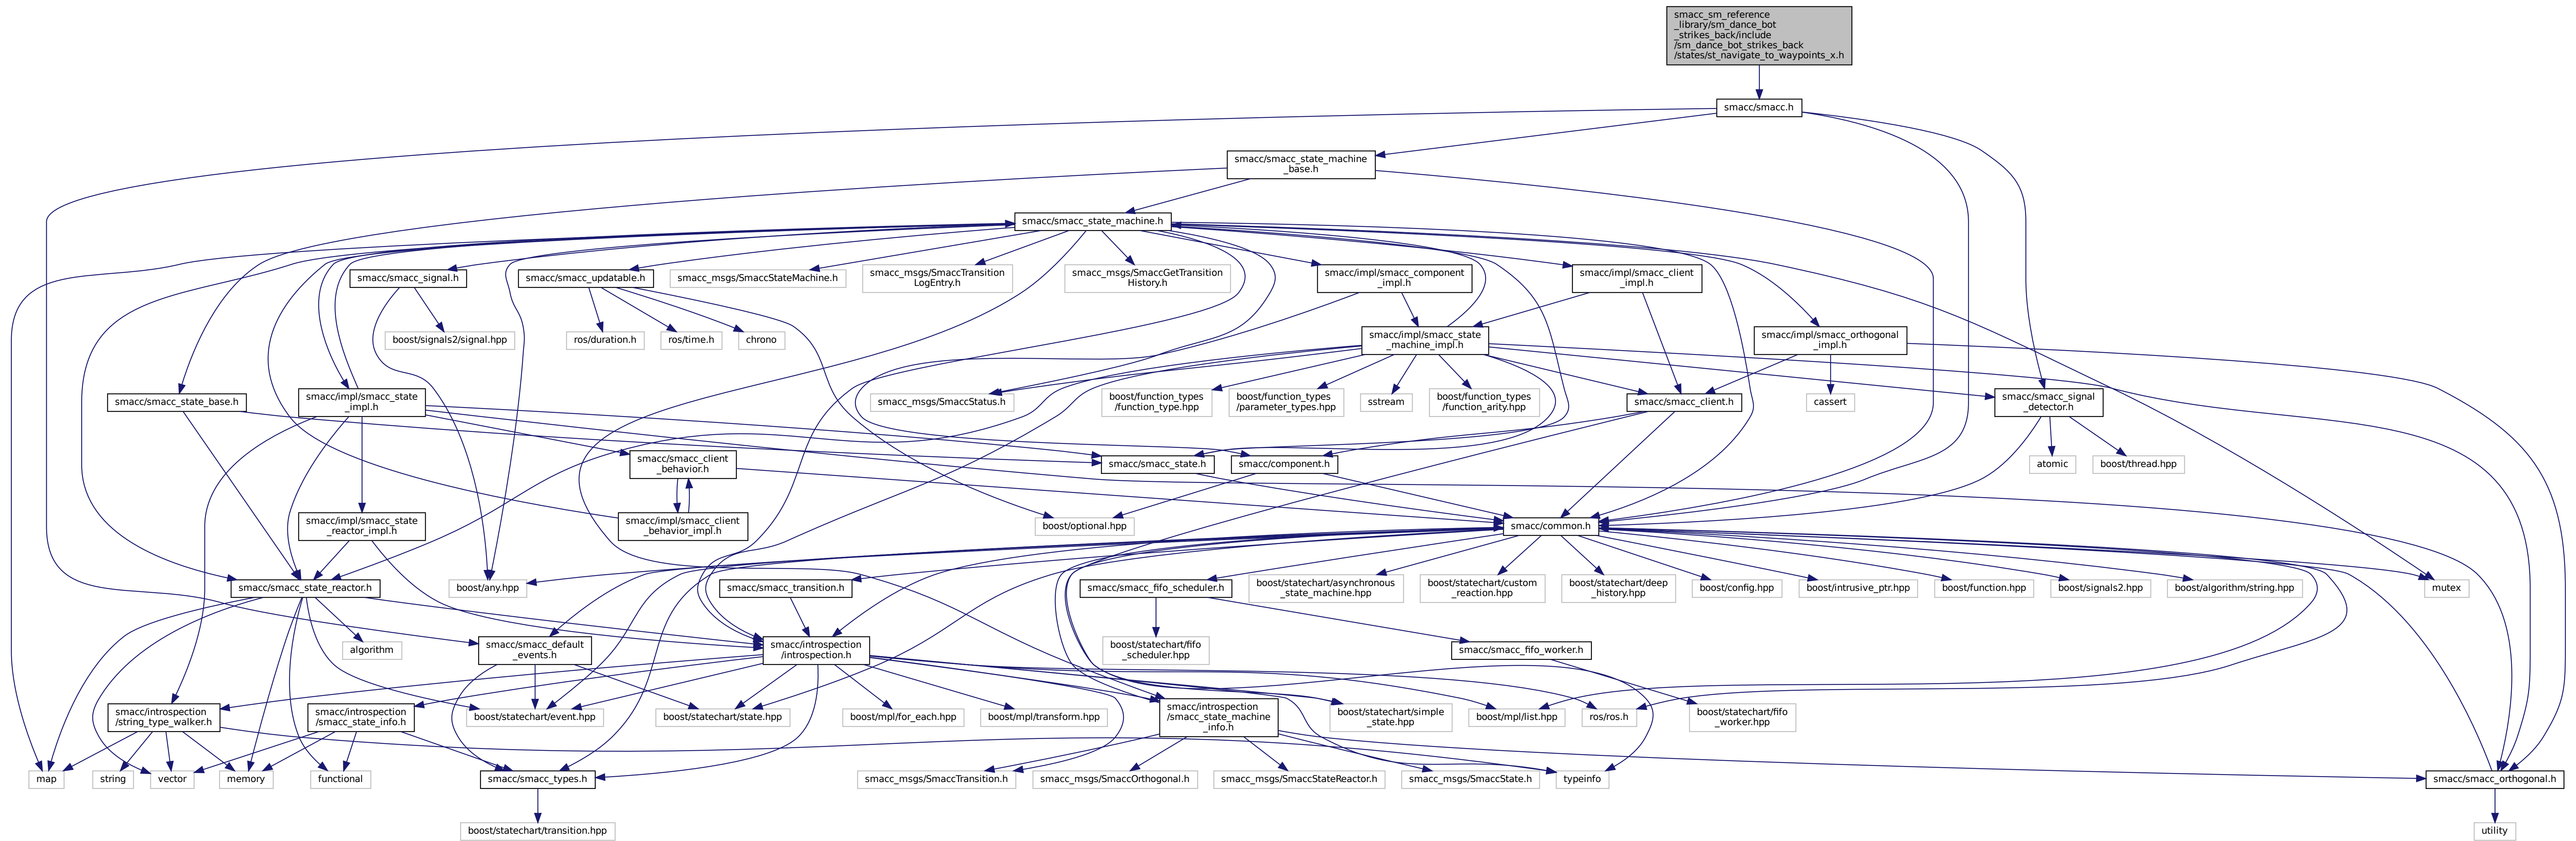 smacc_sm_reference
_library/sm_dance_bot
_strikes_back/include
/sm_dance_bot_strikes_back
/states/st_navigate_to_waypoints_x.h
smacc/smacc.h
smacc/smacc_state_machine
_base.h
smacc/smacc_state_machine.h
smacc/smacc_signal.h
smacc/smacc_updatable.h
smacc_msgs/SmaccStateMachine.h
smacc_msgs/SmaccTransition
LogEntry.h
smacc_msgs/SmaccGetTransition
History.h
smacc/impl/smacc_component
_impl.h
smacc/impl/smacc_client
_impl.h
boost/signals2/signal.hpp
ros/duration.h
ros/time.h
chrono
smacc/impl/smacc_state
_machine_impl.h
smacc/impl/smacc_orthogonal
_impl.h
smacc/smacc_state_base.h
smacc/impl/smacc_state
_impl.h
smacc_msgs/SmaccStatus.h
boost/function_types
/function_type.hpp
boost/function_types
/parameter_types.hpp
sstream
boost/function_types
/function_arity.hpp
smacc/smacc_client.h
cassert
smacc/smacc_signal
_detector.h
smacc/smacc_client
_behavior.h
smacc/smacc_state.h
smacc/component.h
atomic
boost/thread.hpp
smacc/impl/smacc_state
_reactor_impl.h
smacc/impl/smacc_client
_behavior_impl.h
boost/optional.hpp
smacc/common.h
smacc/smacc_state_reactor.h
boost/any.hpp
smacc/smacc_transition.h
smacc/smacc_fifo_scheduler.h
boost/statechart/asynchronous
_state_machine.hpp
boost/statechart/custom
_reaction.hpp
boost/statechart/deep
_history.hpp
boost/config.hpp
boost/intrusive_ptr.hpp
boost/function.hpp
boost/signals2.hpp
boost/algorithm/string.hpp
mutex
algorithm
smacc/smacc_default
_events.h
smacc/introspection
/introspection.h
boost/statechart/fifo
_scheduler.hpp
smacc/smacc_fifo_worker.h
smacc/introspection
/string_type_walker.h
smacc/introspection
/smacc_state_info.h
boost/statechart/event.hpp
boost/statechart/state.hpp
boost/mpl/for_each.hpp
boost/mpl/transform.hpp
smacc/introspection
/smacc_state_machine
_info.h
boost/statechart/simple
_state.hpp
boost/mpl/list.hpp
ros/ros.h
boost/statechart/fifo
_worker.hpp
map
string
vector
memory
functional
smacc/smacc_types.h
smacc_msgs/SmaccTransition.h
smacc_msgs/SmaccOrthogonal.h
smacc_msgs/SmaccStateReactor.h
smacc_msgs/SmaccState.h
typeinfo
smacc/smacc_orthogonal.h
boost/statechart/transition.hpp
utility